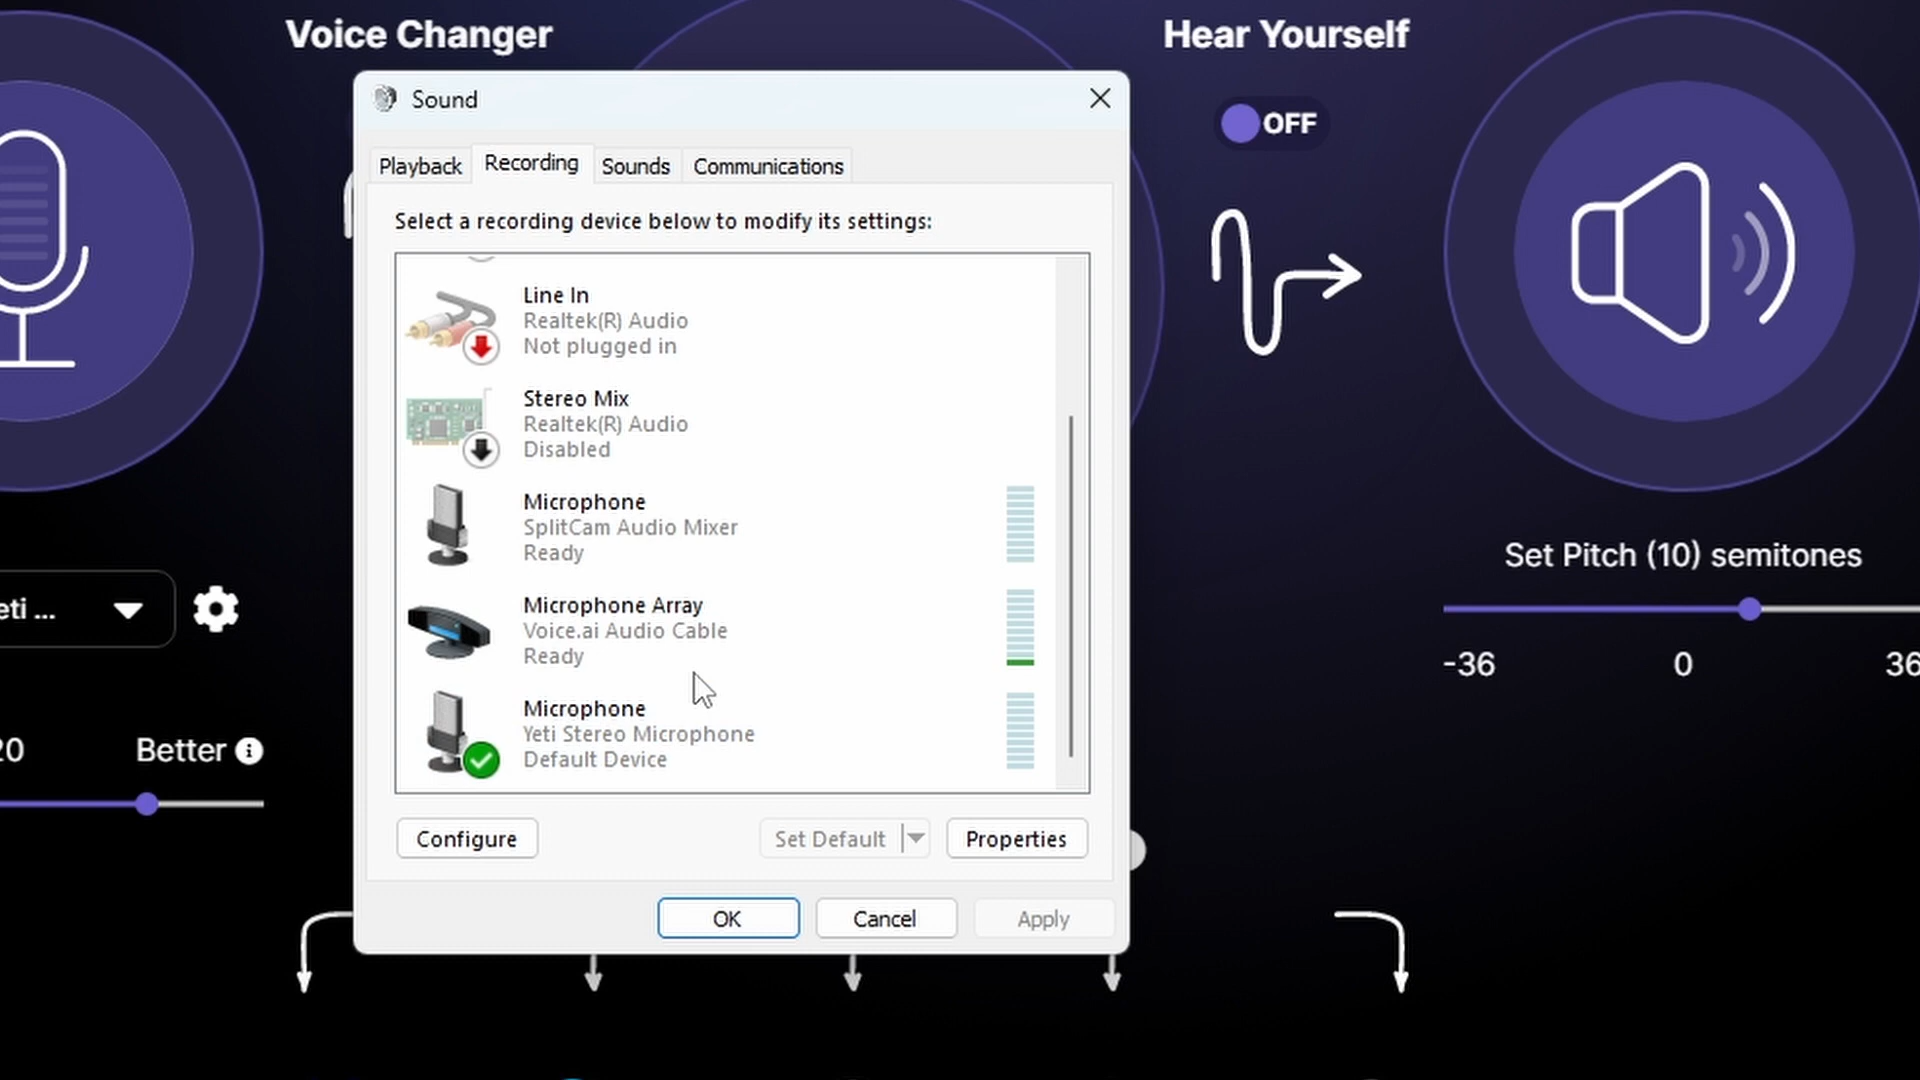 Voice Changer
Hear Yourself
Sound
OFF
Playback
Recording
Sounds
Communications
Select a recording device below to modify its settings:
Line In
Realtek(R) Audio
Not plugged in
Stereo Mix
Realtek(R) Audio
Disabled
Microphone
SplitCam Audio Mixer
Ready
Microphone Array
Voice.ai Audio Cable
Ready
Microphone
Yeti Stereo Microphone
Default Device
Configure
Set Default
Properties
OK
Cancel
Apply
eti ...
20
Better
Set Pitch (10) semitones
-36
0
36